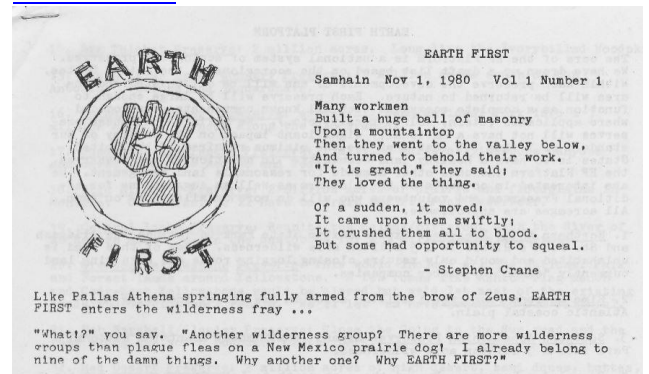 EARTH
FIRST
EARTH FIRST
Samhain Nov 1, 1980 Vol 1 Number 1
Many workmen
Built a huge ball of masonry
Upon a mountaintop
Then they went to the valley below,
And turned to behold their work.
"It is grand," they said;
They loved the thing.
Of a sudden, it moved:
It came upon them swiftly;
It crushed them all to blood.
But some had opportunity to squeal.
- Stephen Crane
Like Pallas Athena springing fully armed from the brow of Zeus, EARTH
FIRST enters the wilderness fray ...
"What!?" you say. "Another wilderness group? There are more wilderness
groups than plague fleas on a New Mexico prairie dog! I already belong to
nine of the damn things. Why another one? Why EARTH FIRST?"